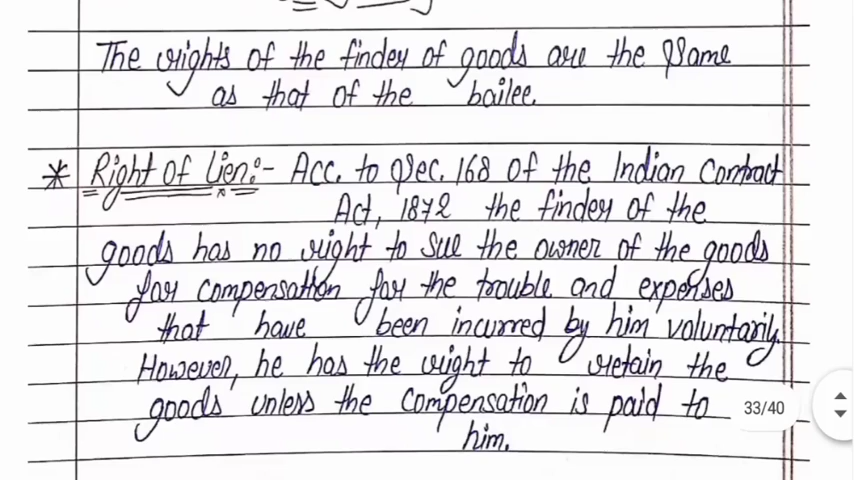 The rights of the finder of goods are the same
as that of the bailee.
* Right of Lien:- Acc. to Sec. 168 of the Indian Contract
Act, 1872 the finder of the
goods has no right to sue the owner of the goods
for compensation for the trouble and expenses
that have been incurred by him voluntarily.
However, he has the right to retain the
goods unless the compensation is paid to
him.
33/40